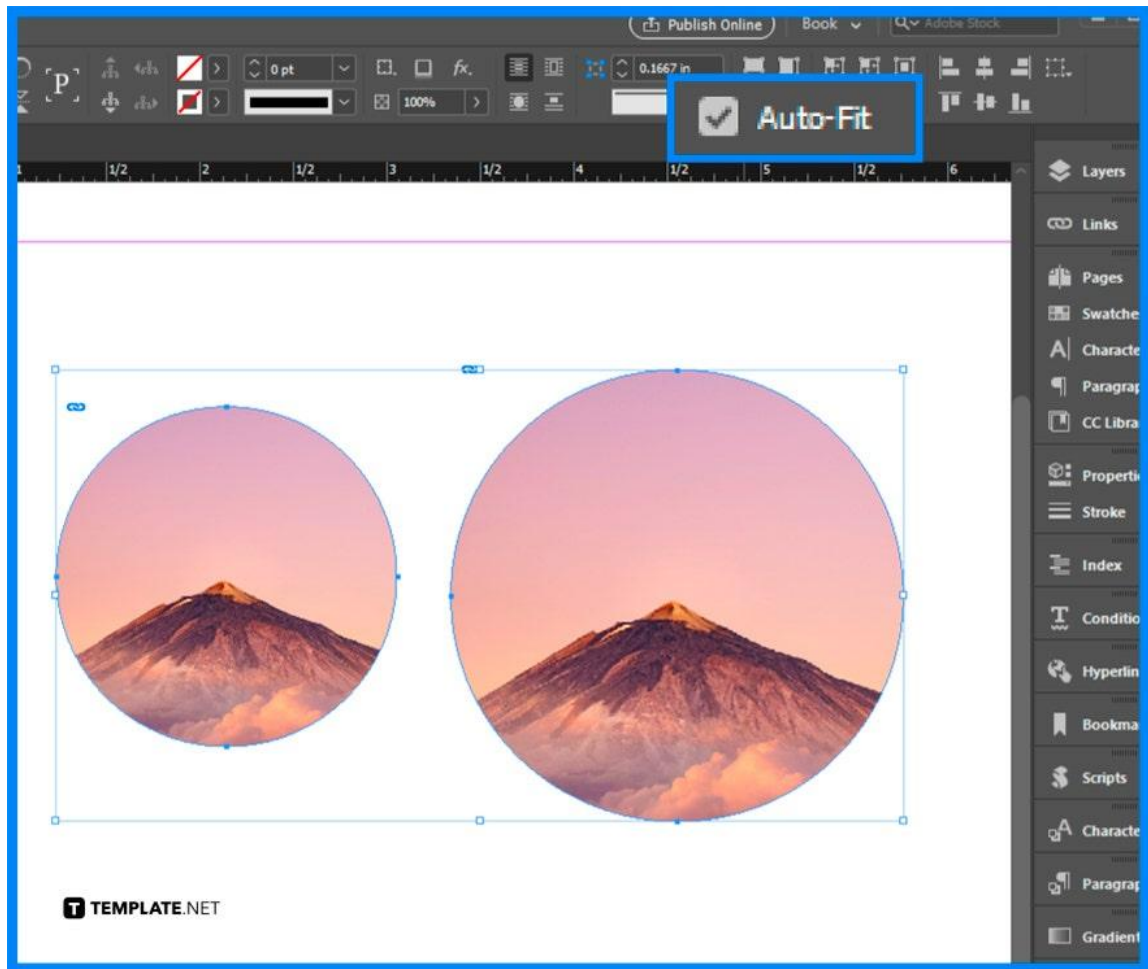 Publish Online
Book
Adobe Stock
P
0 pt
fx.
0.1667 in
100%
Auto-Fit
1 1/2 2 1/2 3 1/2 4 1/2 5 1/2 6
Layers
Links
Pages
Swatche
Characte
Paragrap
CC Libra
Properti
Stroke
Index
Conditio
Hyperlin
Bookma
Scripts
Characte
Paragrap
Gradient
T TEMPLATE.NET